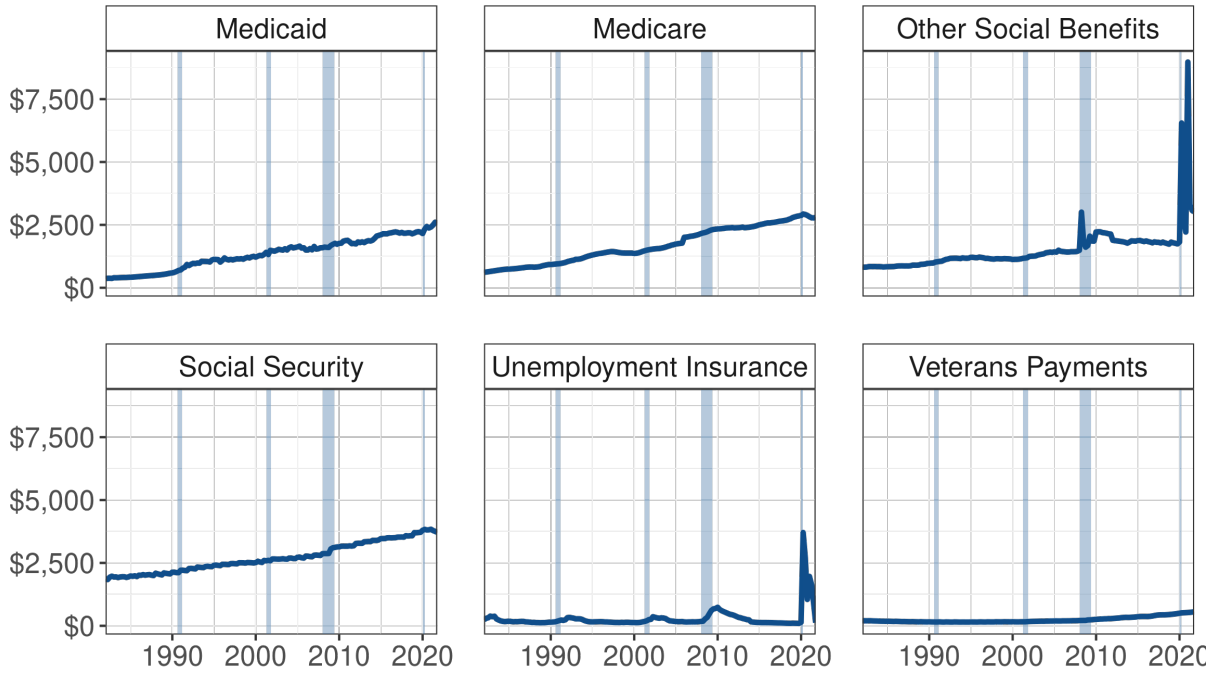 Medicaid
Medicare
Other Social Benefits
$7,500
$5,000
$2,500
$0
Social Security
Unemployment Insurance
Veterans Payments
$7,500
$5,000
$2,500
$0
1990 2000 2010 2020
1990 2000 2010 2020
1990 2000 2010 2020